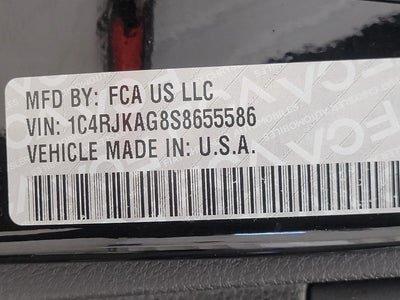 MFD BY: FCA US LLC
VIN: 1C4RJKAG8S8655586
VEHICLE MADE IN: U.S.A.